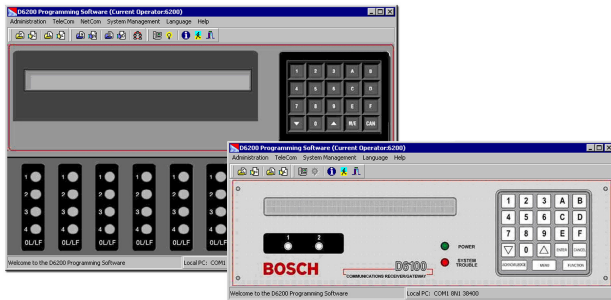 D6200 Programming Software (Current Operator:6200)
Administration TeleCom NetCom System Management Language Help
1 2 3 A B
4 5 6 C D
7 8 9 E F
0 M/E CAN
1 1 1 1 1 1
2 2 2 2 2 2
3 3 3 3 3 3
4 4 4 4 4 4
OL/LF OL/LF OL/LF OL/LF OL/LF OL/LF
Welcome to the D6200 Programming Software Local PC: COM1
D6200 Programming Software (Current Operator:6200)
Administration TeleCom System Management Language Help
1 2 3 A B
4 5 6 C D
7 8 9 E F
0 ENTER CANCEL
ACKNOWLEDGE MENU FUNCTION
1 2
POWER
SYSTEM
TROUBLE
BOSCH
D6100
COMMUNICATIONS RECEIVER/GATEWAY
Welcome to the D6200 Programming Software Local PC: COM1 8N1 38400